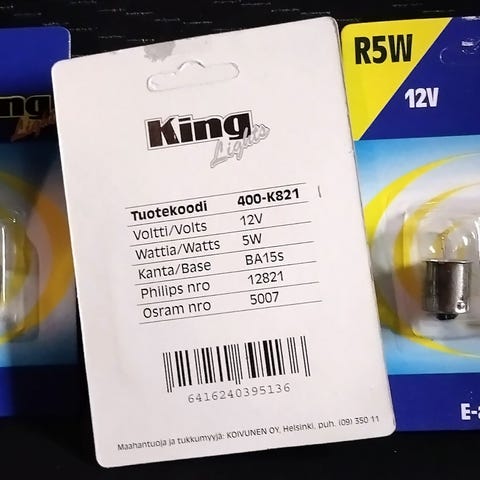 King
Lights
R5W
12V
King
Lights
Tuotekoodi 400-K821
Voltti/Volts 12V
Wattia/Watts 5W
Kanta/Base BA15s
Philips nro 12821
Osram nro 5007
6416240395136
Maahantuoja ja tukkumyyjä: KOIVUNEN OY, Helsinki, puh. (09) 350 11